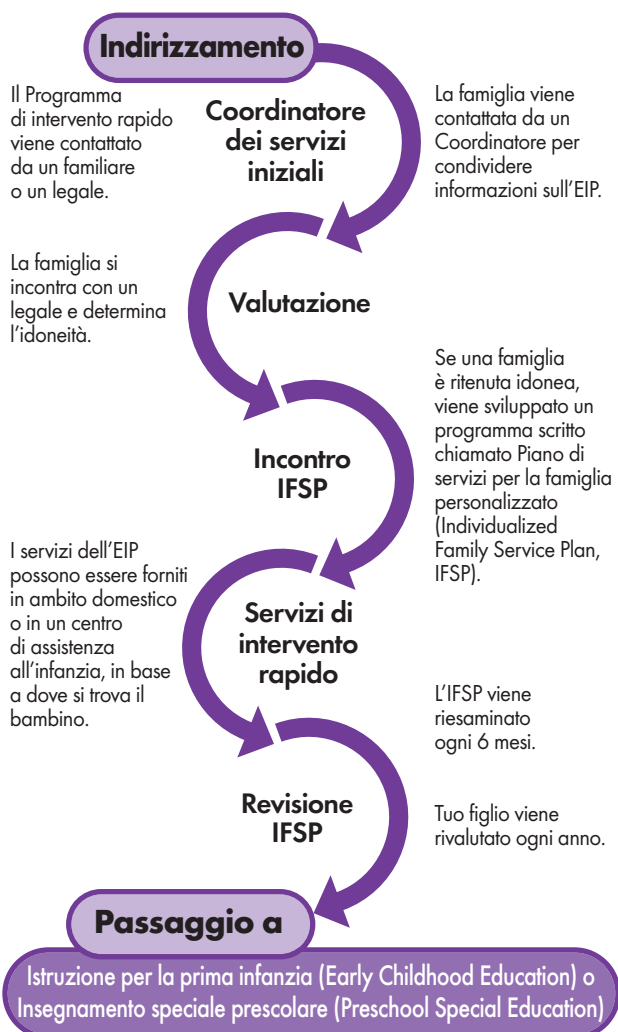 Indirizzamento
Il Programma
di intervento rapido
viene contattato
da un familiare
o un legale.
Coordinatore
dei servizi
iniziali
La famiglia viene
contattata da un
Coordinatore per
condividere
informazioni sull'EIP.
La famiglia si
incontra con un
legale e determina
l'idoneità.
Valutazione
Incontro
IFSP
Se una famiglia
è ritenuta idonea,
viene sviluppato un
programma scritto
chiamato Piano di
servizi per la famiglia
personalizzato
(Individualized
Family Service Plan,
IFSP).
I servizi dell'EIP
possono essere forniti
in ambito domestico
o in un centro
di assistenza
all'infanzia, in base
a dove si trova il
bambino.
Servizi di
intervento
rapido
L'IFSP viene
riesaminato
ogni 6 mesi.
Revisione
IFSP
Tuo figlio viene
rivalutato ogni anno.
Passaggio a
Istruzione per la prima infanzia (Early Childhood Education) o
Insegnamento speciale prescolare (Preschool Special Education)